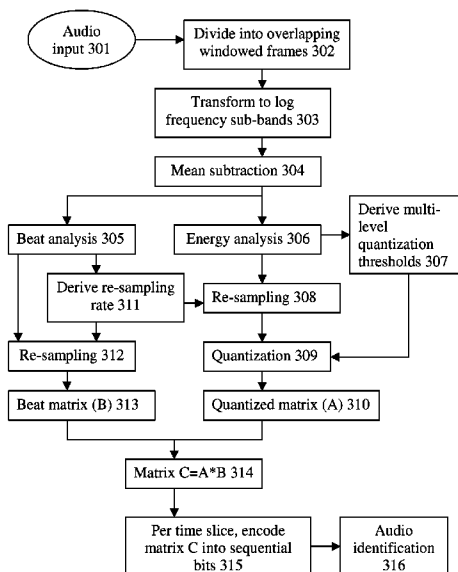 Audio
input 301
Divide into overlapping
windowed frames 302
Transform to log
frequency sub-bands 303
Mean subtraction 304
Beat analysis 305
Energy analysis 306
Derive multi-
level
quantization
thresholds 307
Derive re-sampling
rate 311
Re-sampling 308
Re-sampling 312
Quantization 309
Beat matrix (B) 313
Quantized matrix (A) 310
Matrix C=A*B 314
Per time slice, encode
matrix C into sequential
bits 315
Audio
identification
316